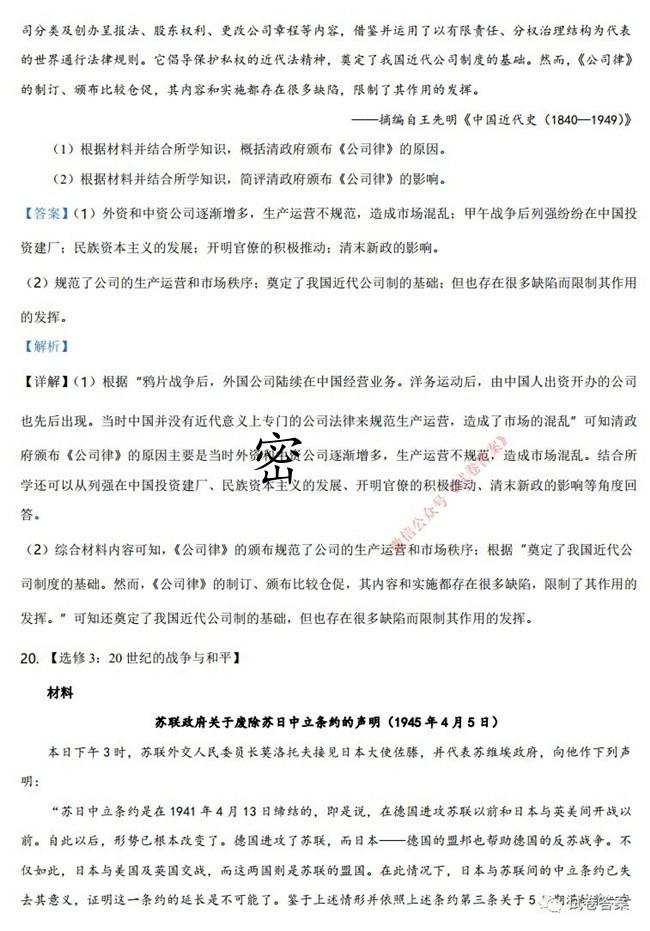 司分类及创办呈报法、股东权利、更改公司章程等内容，借鉴并运用了以有限责任、分权治理结构为代表
的世界通行法律规则。它倡导保护私权的近代法精神，奠定了我国近代公司制度的基础。然而，《公司律》
的制订、颁布比较仓促，其内容和实施都存在很多缺陷，限制了其作用的发挥。
——摘编自王先明《中国近代史（1840—1949）》
（1）根据材料并结合所学知识，概括清政府颁布《公司律》的原因。
（2）根据材料并结合所学知识，简评清政府颁布《公司律》的影响。
【答案】（1）外资和中资公司逐渐增多，生产运营不规范，造成市场混乱；甲午战争后列强纷纷在中国投
资建厂；民族资本主义的发展；开明官僚的积极推动；清末新政的影响。
（2）规范了公司的生产运营和市场秩序；奠定了我国近代公司制的基础；但也存在很多缺陷而限制其作用
的发挥。
【解析】
【详解】（1）根据“鸦片战争后，外国公司陆续在中国经营业务。洋务运动后，由中国人出资开办的公司
也先后出现。当时中国并没有近代意义上专门的公司法律来规范生产运营，造成了市场的混乱”可知清政
府颁布《公司律》的原因主要是当时外资和中资公司逐渐增多，生产运营不规范，造成市场混乱。结合所
学还可以从列强在中国投资建厂、民族资本主义的发展、开明官僚的积极推动、清末新政的影响等角度回
答。
密
微信公众号《试卷答案》
（2）综合材料内容可知，《公司律》的颁布规范了公司的生产运营和市场秩序；根据“奠定了我国近代公
司制度的基础。然而，《公司律》的制订、颁布比较仓促，其内容和实施都存在很多缺陷，限制了其作用的
发挥。”可知还奠定了我国近代公司制的基础，但也存在很多缺陷而限制其作用的发挥。
20. 【选修 3：20 世纪的战争与和平】
材料
苏联政府关于废除苏日中立条约的声明（1945 年 4 月 5 日）
本日下午 3 时，苏联外交人民委员长莫洛托夫接见日本大使佐藤，并代表苏维埃政府，向他作下列声
明：
“苏日中立条约是在 1941 年 4 月 13 日缔结的，即是说，在德国进攻苏联以前和日本与英美间开战以
前。自此以后，形势已根本改变了。德国进攻了苏联，而日本——德国的盟邦也帮助德国的反苏战争。不
仅如此，日本与美国及英国交战，而这两国则是苏联的盟国。在此情况下，日本与苏联间的中立条约已失
去其意义，证明这一条约的延长是不可能了。鉴于上述情形并依照上述条约第三条关于 5
试卷答案